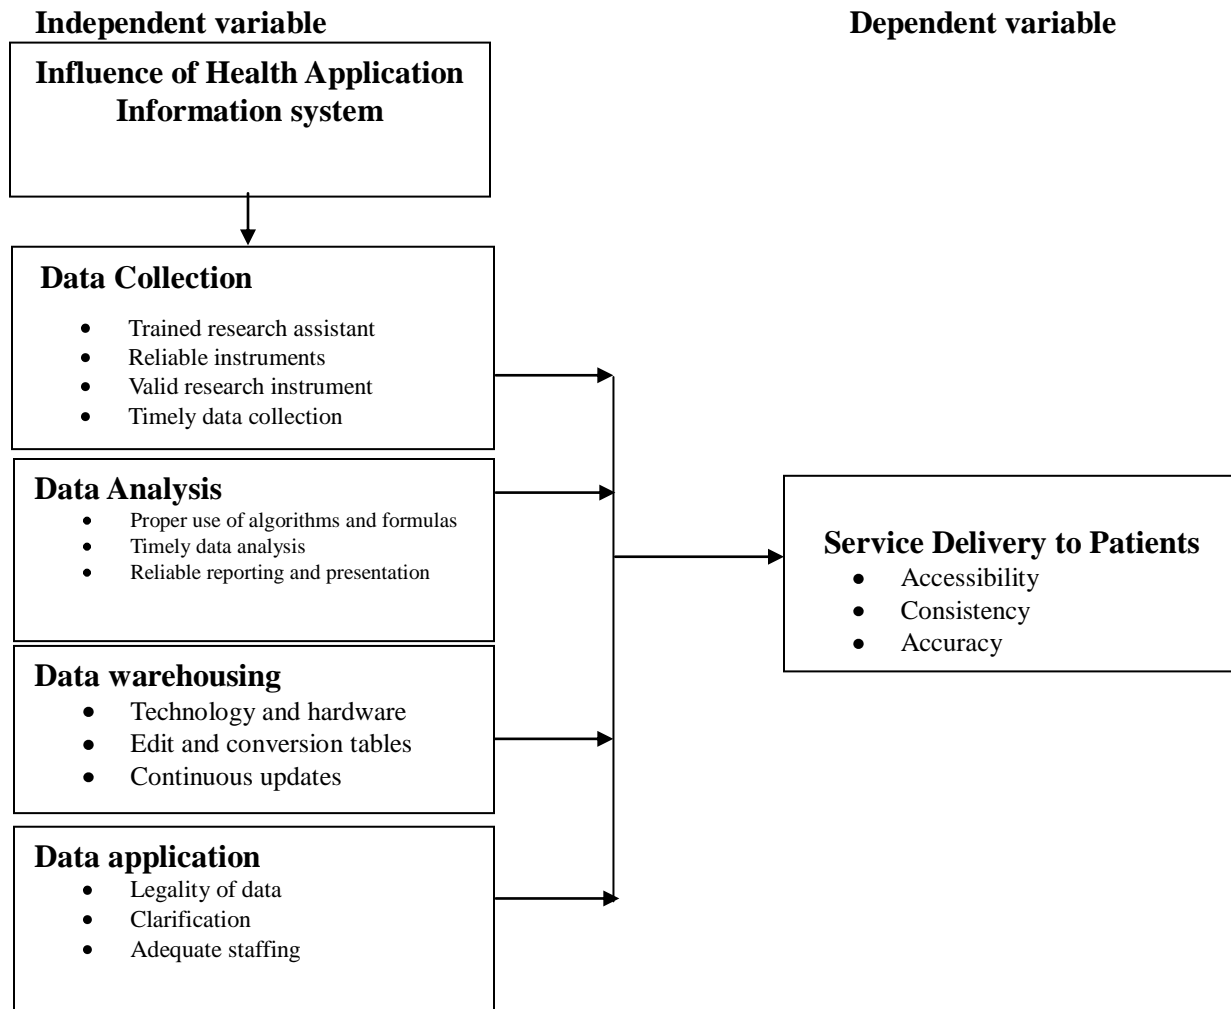 Independent variable
Dependent variable
Influence of Health Application
Information system
Data Collection
• Trained research assistant
• Reliable instruments
• Valid research instrument
• Timely data collection
Data Analysis
• Proper use of algorithms and formulas
• Timely data analysis
• Reliable reporting and presentation
Data warehousing
• Technology and hardware
• Edit and conversion tables
• Continuous updates
Data application
• Legality of data
• Clarification
• Adequate staffing
Service Delivery to Patients
• Accessibility
• Consistency
• Accuracy